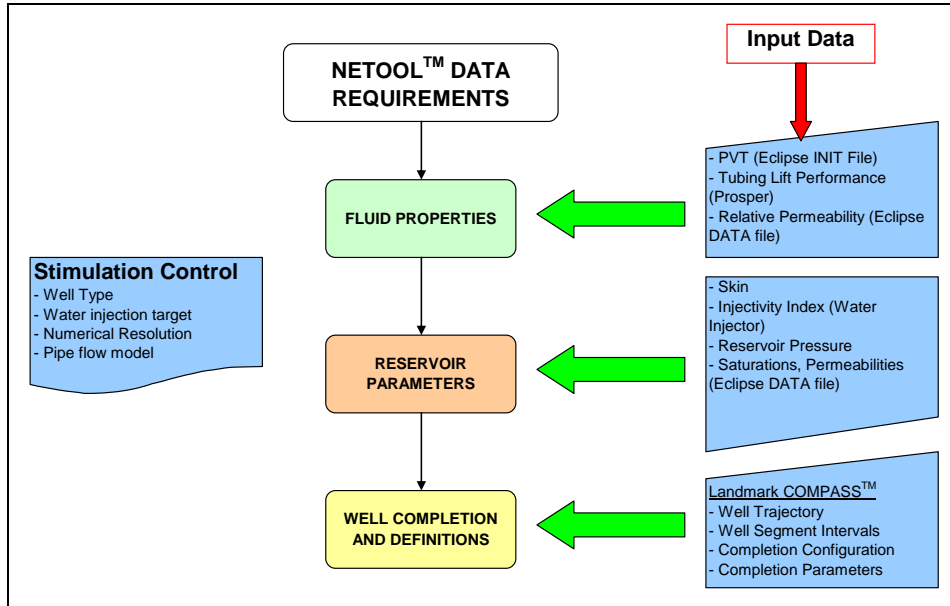 NETOOL™ DATA
REQUIREMENTS
Input Data
- PVT (Eclipse INIT File)
- Tubing Lift Performance
(Prosper)
- Relative Permeability (Eclipse
DATA file)
FLUID PROPERTIES
Stimulation Control
- Well Type
- Water injection target
- Numerical Resolution
- Pipe flow model
- Skin
- Injectivity Index (Water
Injector)
- Reservoir Pressure
- Saturations, Permeabilities
(Eclipse DATA file)
RESERVOIR
PARAMETERS
Landmark COMPASS™
- Well Trajectory
- Well Segment Intervals
- Completion Configuration
- Completion Parameters
WELL COMPLETION
AND DEFINITIONS